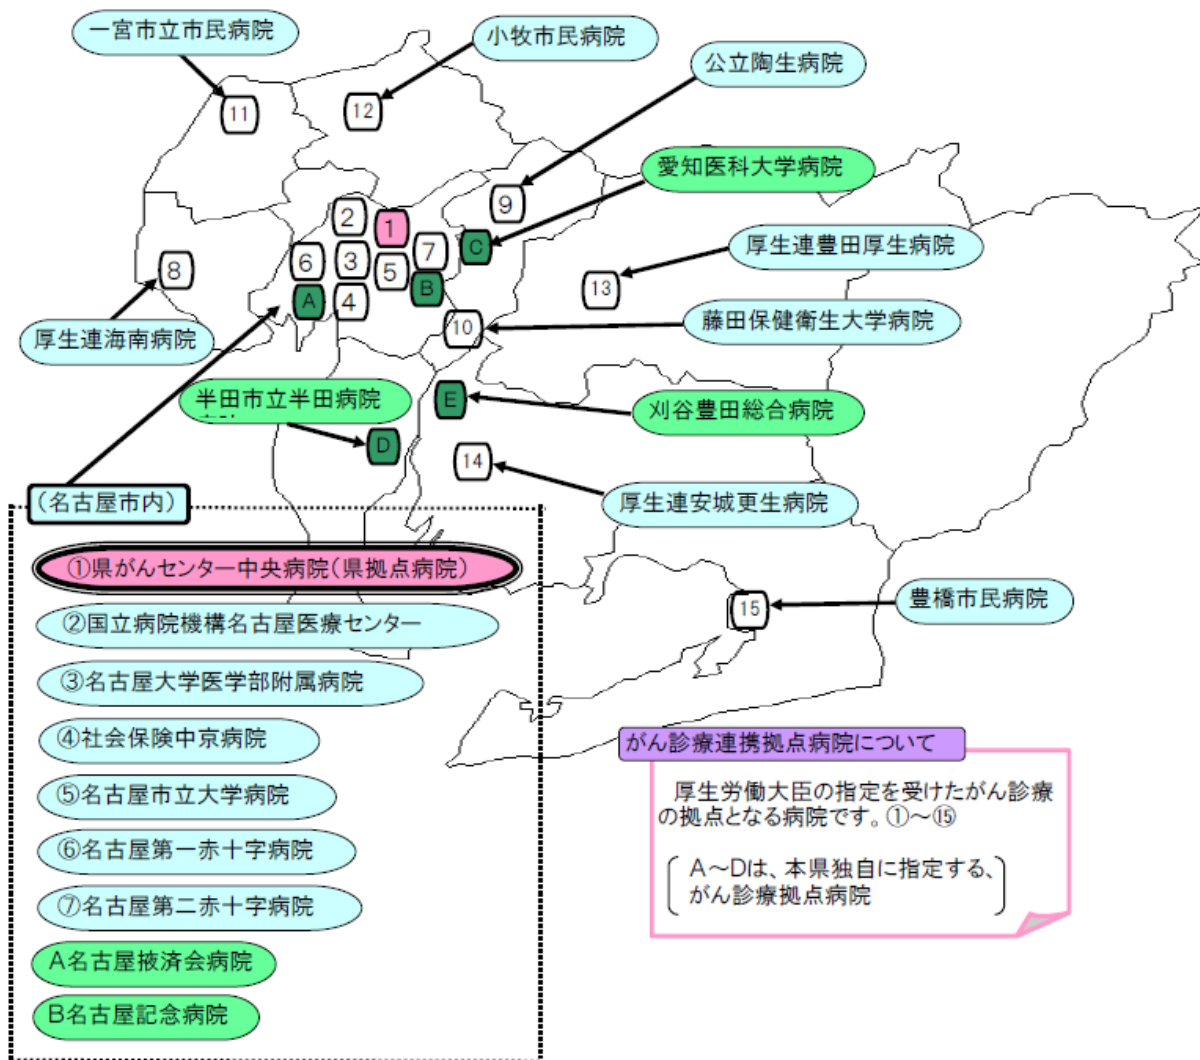 一宮市立市民病院
小牧市民病院
公立陶生病院
愛知医科大学病院
厚生連豊田厚生病院
藤田保健衛生大学病院
厚生連海南病院
半田市立半田病院
刈谷豊田総合病院
厚生連安城更生病院
豊橋市民病院
11
12
9
2
1
7
C
6
3
5
8
13
A
4
B
10
E
D
14
15
(名古屋市内)
①県がんセンター中央病院(県拠点病院)
②国立病院機構名古屋医療センター
③名古屋大学医学部附属病院
④社会保険中京病院
⑤名古屋市立大学病院
⑥名古屋第一赤十字病院
⑦名古屋第二赤十字病院
A名古屋掖済会病院
B名古屋記念病院
がん診療連携拠点病院について
厚生労働大臣の指定を受けたがん診療
の拠点となる病院です。①~⑮
A~Dは、本県独自に指定する、
がん診療拠点病院